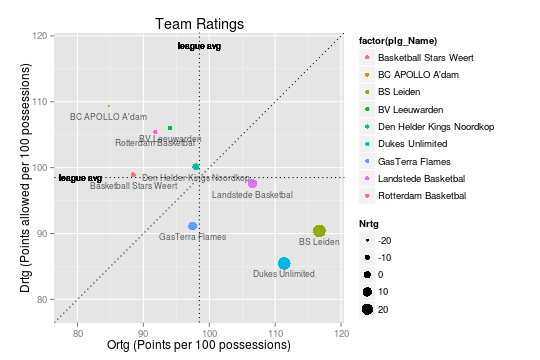 Team Ratings
league avg
BC APOLLO A'dam
BV Leeuwarden
Rotterdam Basketbal
league avg
Den Helder Kings Noordkop
Basketball Stars Weert
Landstede Basketbal
GasTerra Flames
BS Leiden
Dukes Unlimited
120
110
100
90
80
80
90
100
110
120
Drtg (Points allowed per 100 possessions)
Ortg (Points Per 100 possessions)
factor(plg_Name)
Basketball Stars Weert
BC APOLLO A'dam
BS Leiden
BV Leeuwarden
Den Helder Kings Noordkop
Dukes Unlimited
GasTerra Flames
Landstede Basketbal
Rotterdam Basketbal
Nrtg
-20
-10
0
10
20